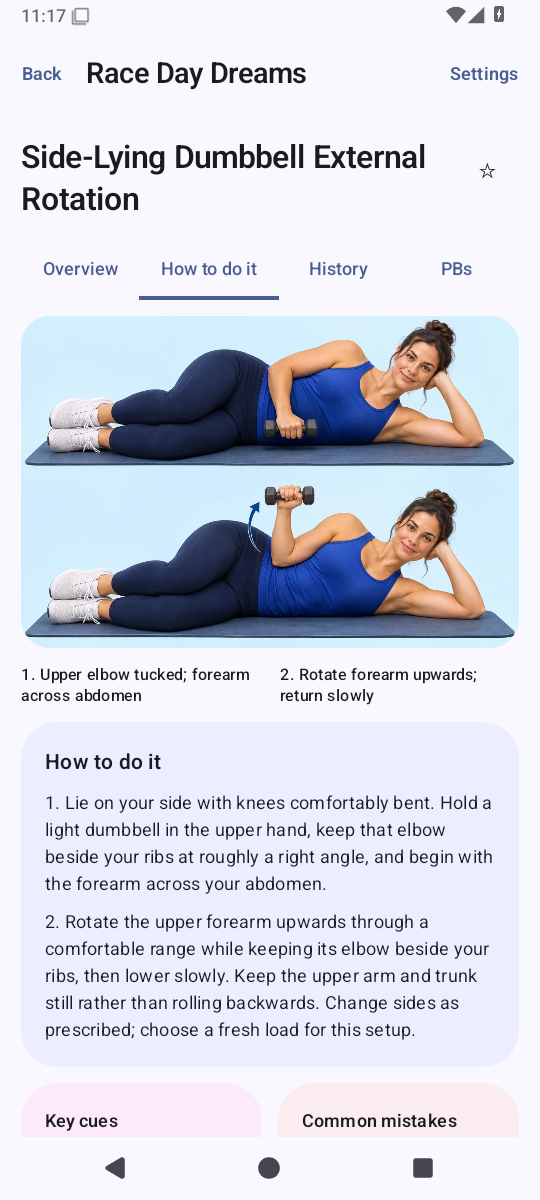 11:17
Back
Race Day Dreams
Settings
Side-Lying Dumbbell External
Rotation
Overview
How to do it
History
PBs
1. Upper elbow tucked; forearm
across abdomen
2. Rotate forearm upwards;
return slowly
How to do it
1. Lie on your side with knees comfortably bent. Hold a
light dumbbell in the upper hand, keep that elbow
beside your ribs at roughly a right angle, and begin with
the forearm across your abdomen.
2. Rotate the upper forearm upwards through a
comfortable range while keeping its elbow beside your
ribs, then lower slowly. Keep the upper arm and trunk
still rather than rolling backwards. Change sides as
prescribed; choose a fresh load for this setup.
Key cues
Common mistakes